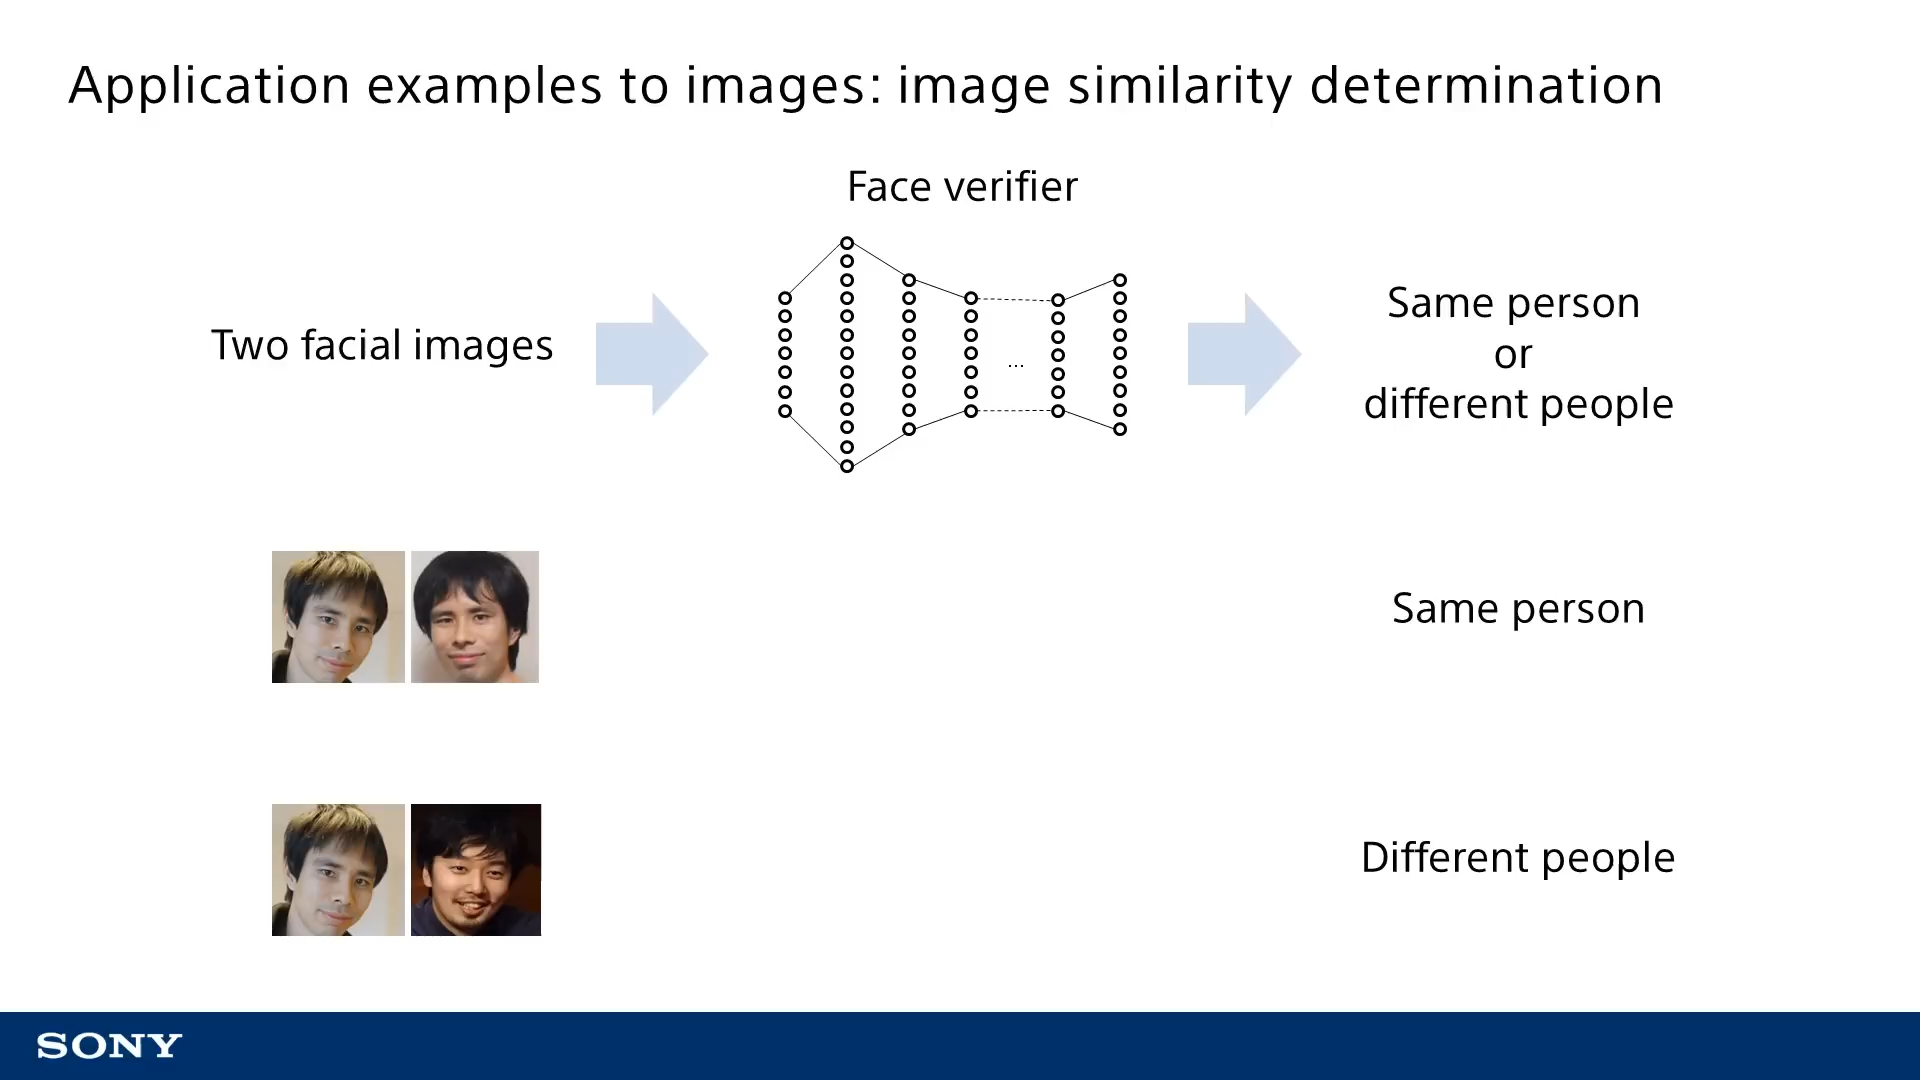 Application examples to images: image similarity determination
Face verifier
Two facial images
...
Same person
or
different people
Same person
Different people
SONY